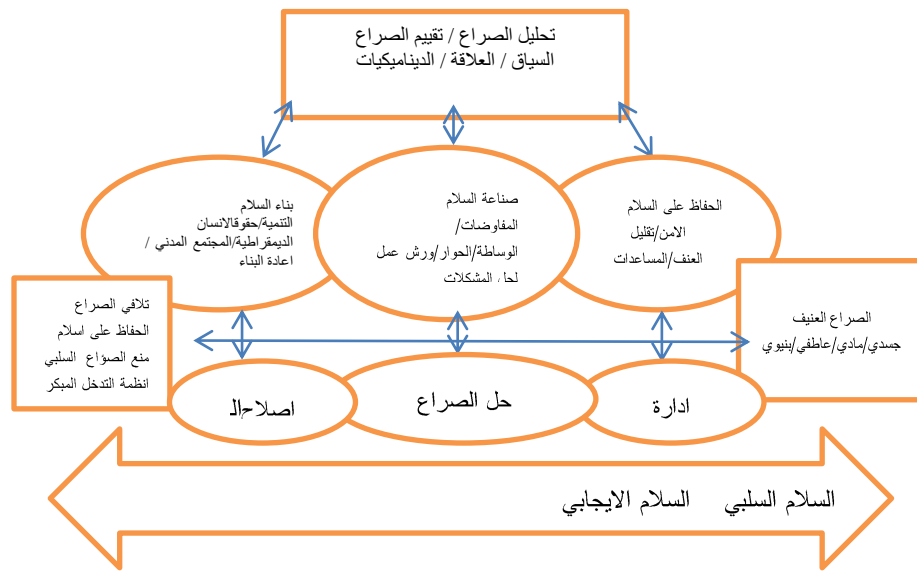 تحليل الصراع / تقييم الصراع
السياق / العلاقة / الديناميكيات
الحفاظ على السلام
الامن/تقليل
العنف/المساعدات
صناعة السلام
المفاوضات/
الوساطة/الحوار/ورش عمل
لحل المشكلات
بناء السلام
التنمية/حقوقالانسان
الديمقراطية/المجتمع المدني /
اعادة البناء
الصراع العنيف
جسدي/مادي/عاطفي/بنيوي
تلافي الصراع
الحفاظ على اسلام
منع الصؤاع السلبي
انظمة التدخل المبكر
ادارة
حل الصراع
اصلاح
السلام السلبي السلام الايجابي